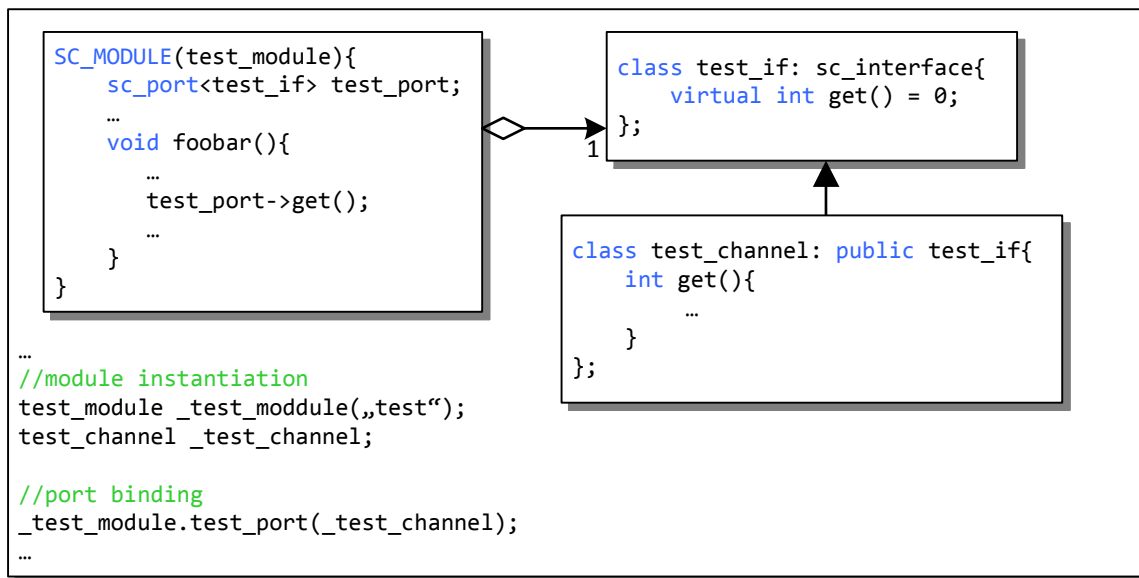 SC_MODULE(test_module){
sc_port<test_if> test_port;
…
void foobar(){
…
test_port->get();
…
}
}
1
class test_if: sc_interface{
virtual int get() = 0;
};
class test_channel: public test_if{
int get(){
…
}
};
…
//module instantiation
test_module _test_moddule(„test“);
test_channel _test_channel;
//port binding
_test_module.test_port(_test_channel);
…